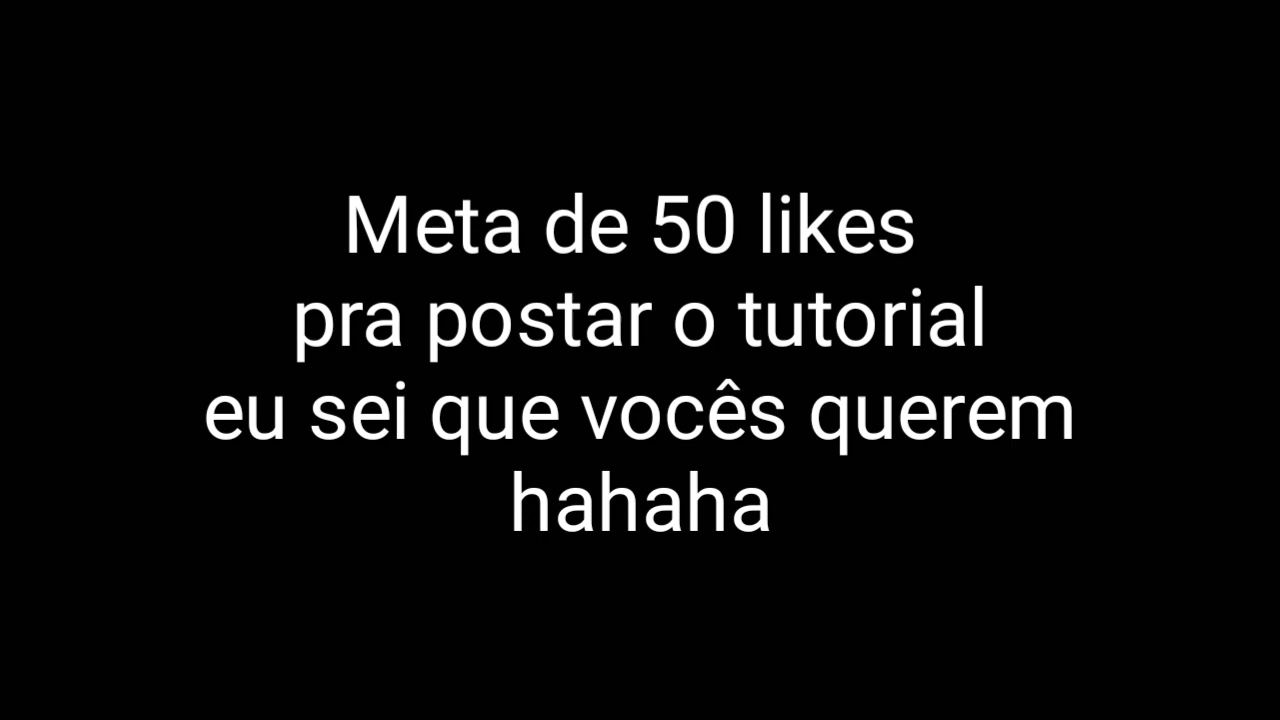 Meta de 50 likes
pra postar o tutorial
eu sei que vocês querem
hahaha